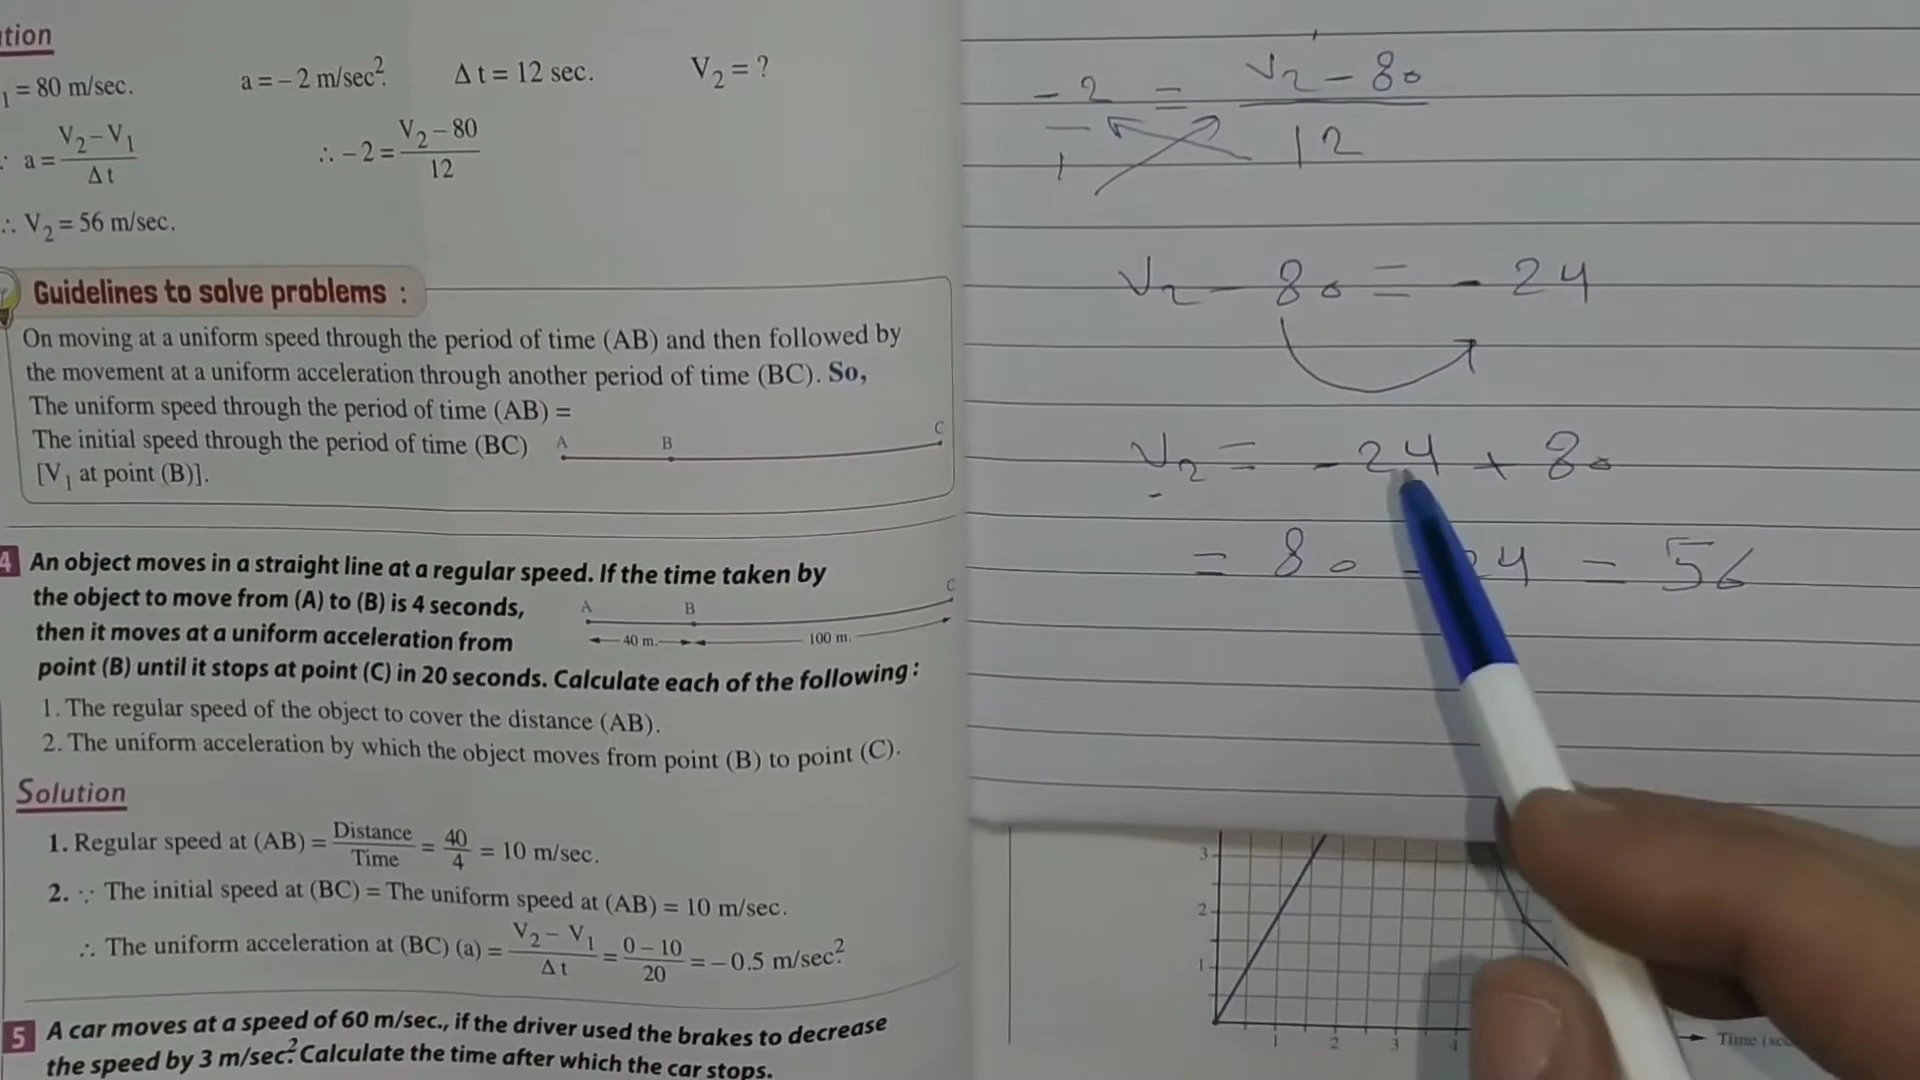 tion
1 = 80 m/sec. a = – 2 m/sec². Δ t = 12 sec. V₂ = ?
∵ a = (V₂ – V₁) / Δ t ∴ – 2 = (V₂ – 80) / 12
∴ V₂ = 56 m/sec.
Guidelines to solve problems :
On moving at a uniform speed through the period of time (AB) and then followed by
the movement at a uniform acceleration through another period of time (BC). So,
The uniform speed through the period of time (AB) =
The initial speed through the period of time (BC)
[V₁ at point (B)].
A B C
4 An object moves in a straight line at a regular speed. If the time taken by
the object to move from (A) to (B) is 4 seconds,
then it moves at a uniform acceleration from
point (B) until it stops at point (C) in 20 seconds. Calculate each of the following :
A B C
40 m. 100 m.
1. The regular speed of the object to cover the distance (AB).
2. The uniform acceleration by which the object moves from point (B) to point (C).
Solution
1. Regular speed at (AB) = Distance / Time = 40 / 4 = 10 m/sec.
2. ∵ The initial speed at (BC) = The uniform speed at (AB) = 10 m/sec.
∴ The uniform acceleration at (BC) (a) = (V₂ – V₁) / Δ t = (0 – 10) / 20 = – 0.5 m/sec².
5 A car moves at a speed of 60 m/sec., if the driver used the brakes to decrease
the speed by 3 m/sec². Calculate the time after which the car stops.
- 2 / 1 = (V2 - 80) / 12
V2 - 80 = - 24
V2 = - 24 + 80
= 80 - 24 = 56
3
2
1
1 2 3 4
Time